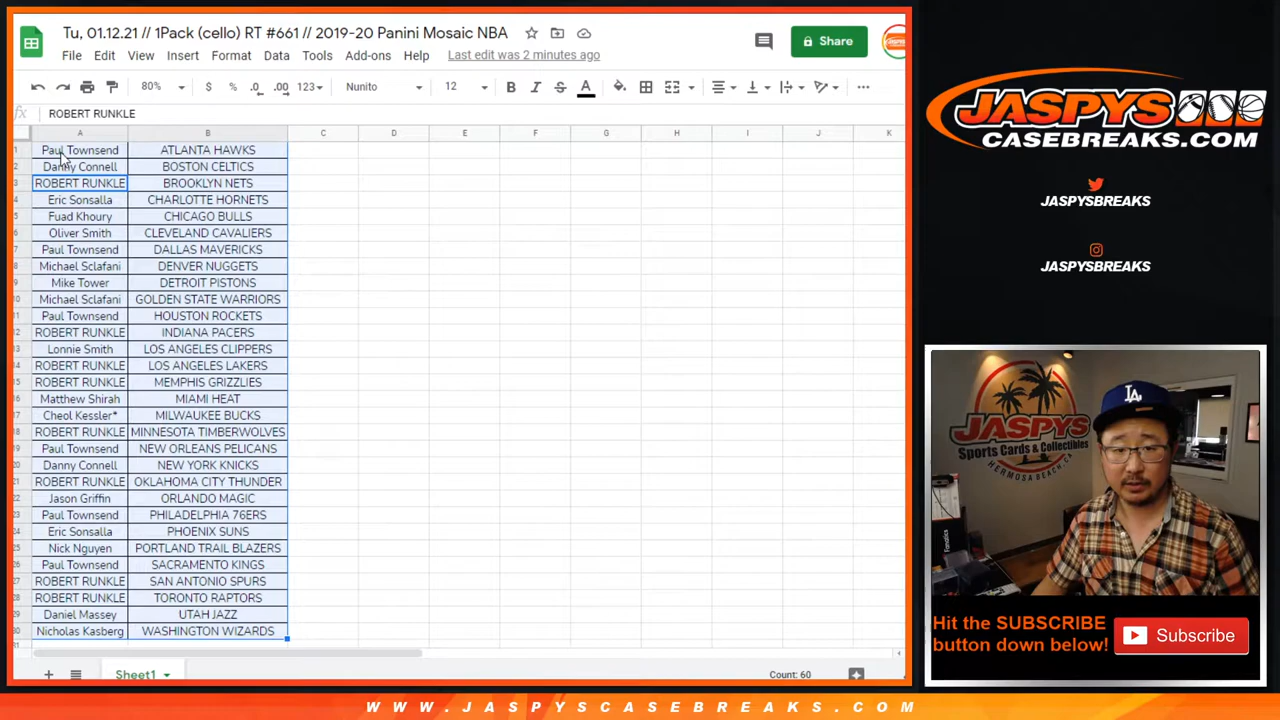 Tu, 01.12.21 // 1Pack (cello) RT #661 // 2019-20 Panini Mosaic NBA
File Edit View Insert Format Data Tools Add-ons Help Last edit was 2 minutes ago
Share
80% $ % .0 .00 123 Nunito 12 B I S A
fx ROBERT RUNKLE
A B C D E F G H I J K
1 Paul Townsend ATLANTA HAWKS
2 Danny Connell BOSTON CELTICS
3 ROBERT RUNKLE BROOKLYN NETS
4 Eric Sonsalla CHARLOTTE HORNETS
5 Fuad Khoury CHICAGO BULLS
6 Oliver Smith CLEVELAND CAVALIERS
7 Paul Townsend DALLAS MAVERICKS
8 Michael Sclafani DENVER NUGGETS
9 Mike Tower DETROIT PISTONS
10 Michael Sclafani GOLDEN STATE WARRIORS
11 Paul Townsend HOUSTON ROCKETS
12 ROBERT RUNKLE INDIANA PACERS
13 Lonnie Smith LOS ANGELES CLIPPERS
14 ROBERT RUNKLE LOS ANGELES LAKERS
15 ROBERT RUNKLE MEMPHIS GRIZZLIES
16 Matthew Shirah MIAMI HEAT
17 Cheol Kessler* MILWAUKEE BUCKS
18 ROBERT RUNKLE MINNESOTA TIMBERWOLVES
19 Paul Townsend NEW ORLEANS PELICANS
20 Danny Connell NEW YORK KNICKS
21 ROBERT RUNKLE OKLAHOMA CITY THUNDER
22 Jason Griffin ORLANDO MAGIC
23 Paul Townsend PHILADELPHIA 76ERS
24 Eric Sonsalla PHOENIX SUNS
25 Nick Nguyen PORTLAND TRAIL BLAZERS
26 Paul Townsend SACRAMENTO KINGS
27 ROBERT RUNKLE SAN ANTONIO SPURS
28 ROBERT RUNKLE TORONTO RAPTORS
29 Daniel Massey UTAH JAZZ
30 Nicholas Kasberg WASHINGTON WIZARDS
Sheet1 Count: 60
JASPYS
CASEBREAKS.COM
JASPYSBREAKS
JASPYSBREAKS
JASPYS
Sports Cards & Collectibles
HERMOSA BEACH, CA
LA
Fanatics
Hit the SUBSCRIBE
button down below!
Subscribe
WWW.JASPYSCASEBREAKS.COM